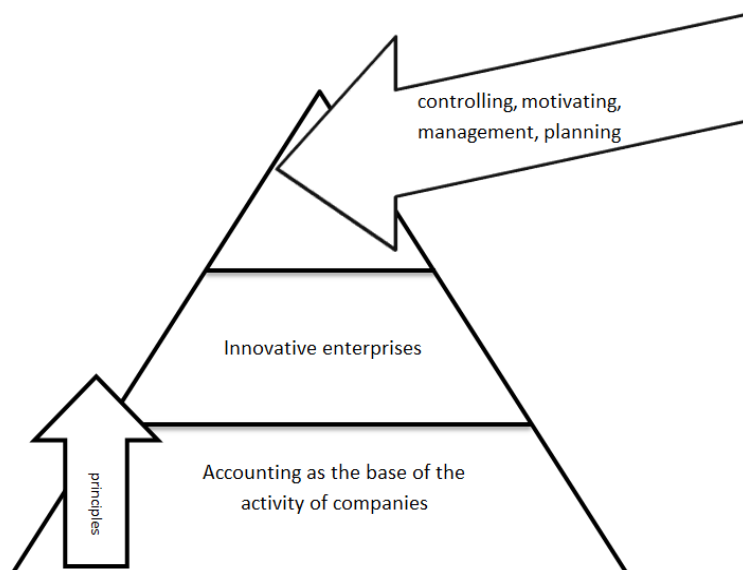 controlling, motivating,
management, planning
Innovative enterprises
Accounting as the base of the
activity of companies
principles